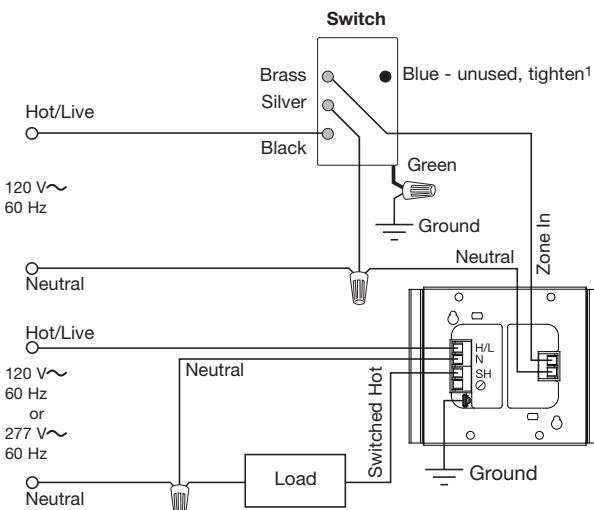 Switch
Brass
Blue - unused, tighten1
Silver
Hot/Live
Black
Green
120 V~
60 Hz
Ground
Neutral
Zone In
Neutral
Hot/Live
H/L
N
Neutral
SH
120 V~
60 Hz
or
277 V~
60 Hz
Switched Hot
Load
Ground
Neutral